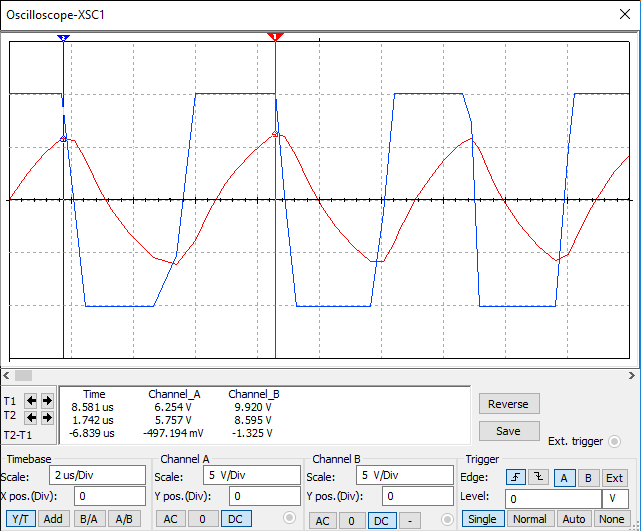 Oscilloscope-XSC1
2 1
T1 Time Channel_A Channel_B
T2 8.581 us 6.254 V 9.920 V
1.742 us 5.757 V 8.595 V
T2-T1 -6.839 us -497.194 mV -1.325 V
Reverse
Save
Ext. trigger
Timebase Channel A Channel B Trigger
Scale: 2 us/Div Scale: 5 V/Div Scale: 5 V/Div Edge: A B Ext
X pos.(Div): 0 Y pos.(Div): 0 Y pos.(Div): 0 Level: 0 V
Y/T Add B/A A/B AC 0 DC AC 0 DC - Single Normal Auto None